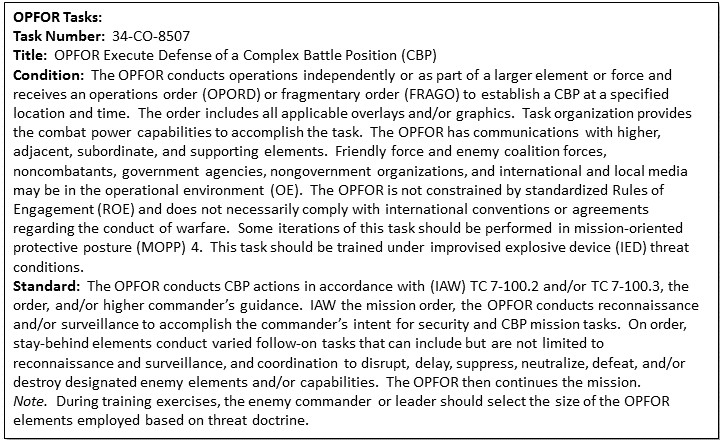 OPFOR Tasks:
Task Number: 34-CO-8507
Title: OPFOR Execute Defense of a Complex Battle Position (CBP)
Condition: The OPFOR conducts operations independently or as part of a larger element or force and
receives an operations order (OPORD) or fragmentary order (FRAGO) to establish a CBP at a specified
location and time. The order includes all applicable overlays and/or graphics. Task organization provides
the combat power capabilities to accomplish the task. The OPFOR has communications with higher,
adjacent, subordinate, and supporting elements. Friendly force and enemy coalition forces,
noncombatants, government agencies, nongovernment organizations, and international and local media
may be in the operational environment (OE). The OPFOR is not constrained by standardized Rules of
Engagement (ROE) and does not necessarily comply with international conventions or agreements
regarding the conduct of warfare. Some iterations of this task should be performed in mission-oriented
protective posture (MOPP) 4. This task should be trained under improvised explosive device (IED) threat
conditions.
Standard: The OPFOR conducts CBP actions in accordance with (IAW) TC 7-100.2 and/or TC 7-100.3, the
order, and/or higher commander's guidance. IAW the mission order, the OPFOR conducts reconnaissance
and/or surveillance to accomplish the commander's intent for security and CBP mission tasks. On order,
stay-behind elements conduct varied follow-on tasks that can include but are not limited to
reconnaissance and surveillance, and coordination to disrupt, delay, suppress, neutralize, defeat, and/or
destroy designated enemy elements and/or capabilities. The OPFOR then continues the mission.
Note. During training exercises, the enemy commander or leader should select the size of the OPFOR
elements employed based on threat doctrine.